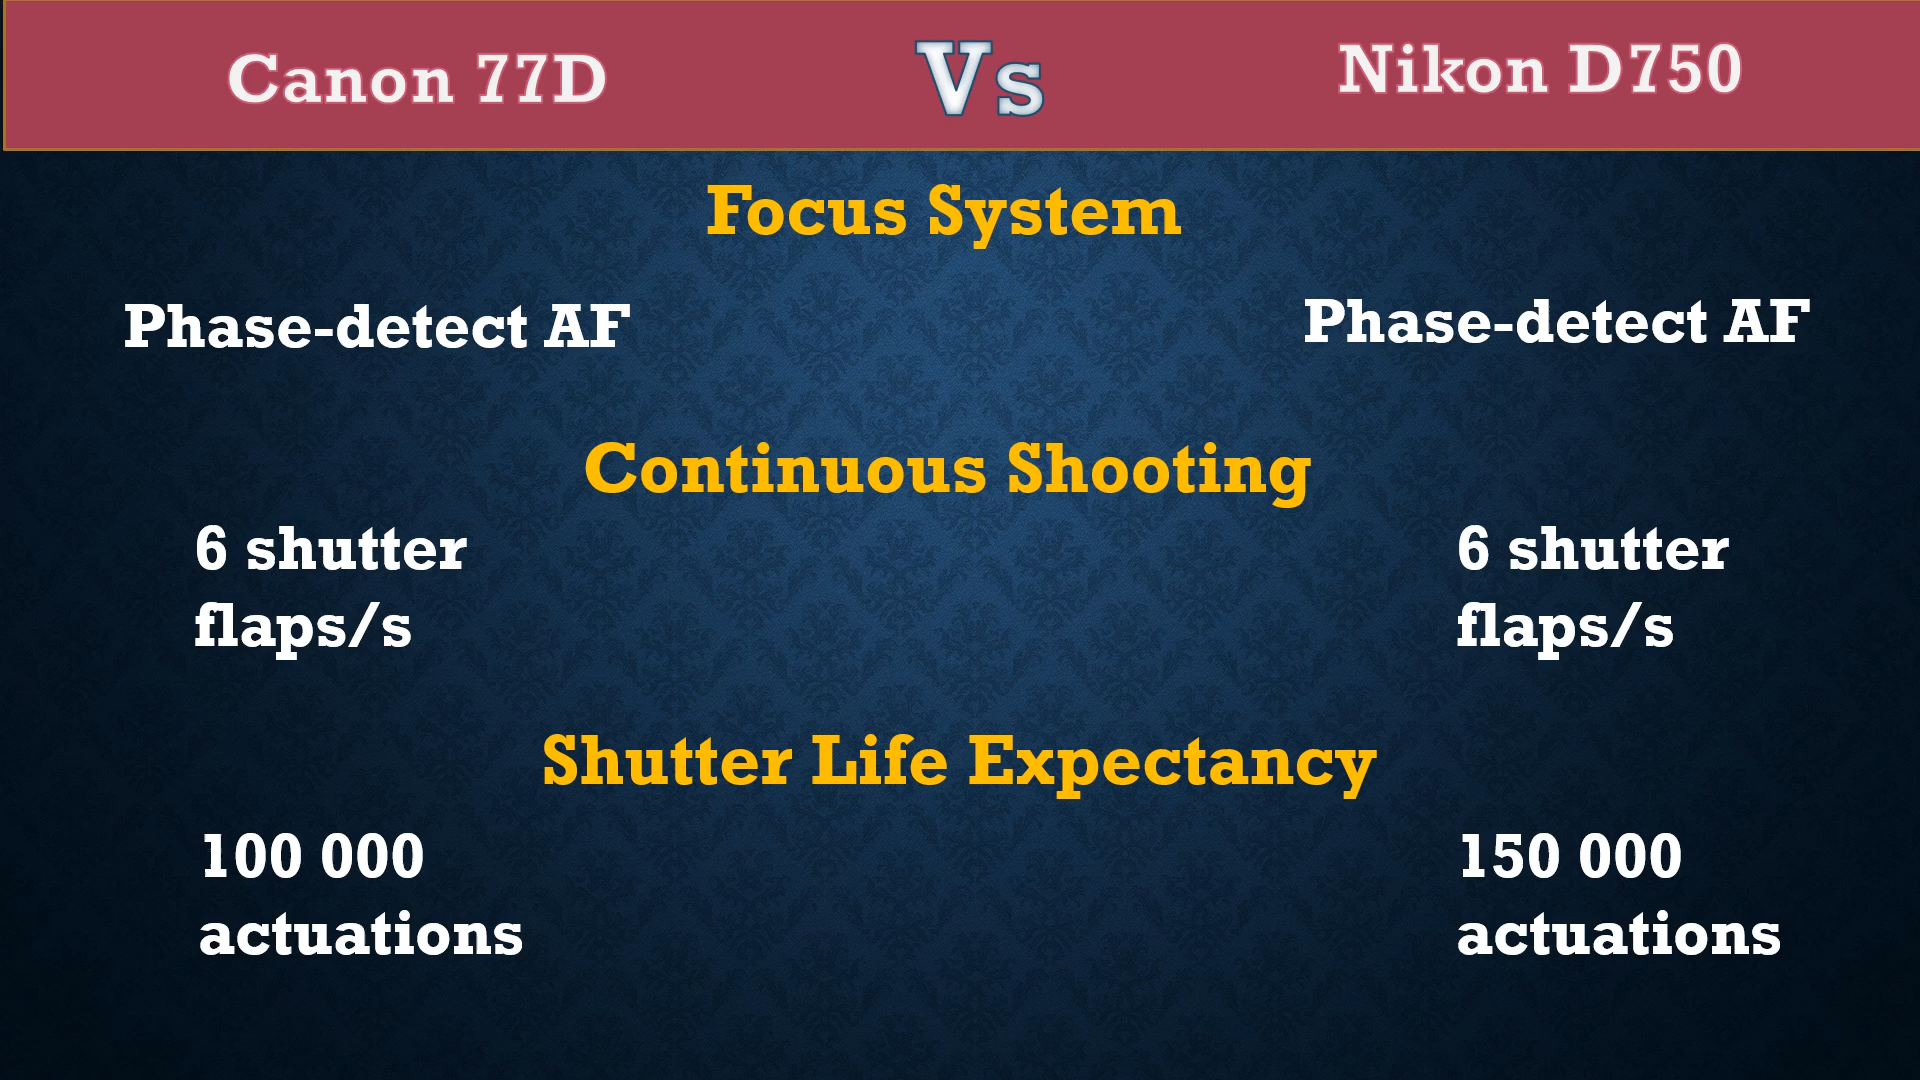 Canon 77D Vs Nikon D750
Focus System
Phase-detect AF Phase-detect AF
Continuous Shooting
6 shutter 6 shutter
flaps/s flaps/s
Shutter Life Expectancy
100 000 150 000
actuations actuations